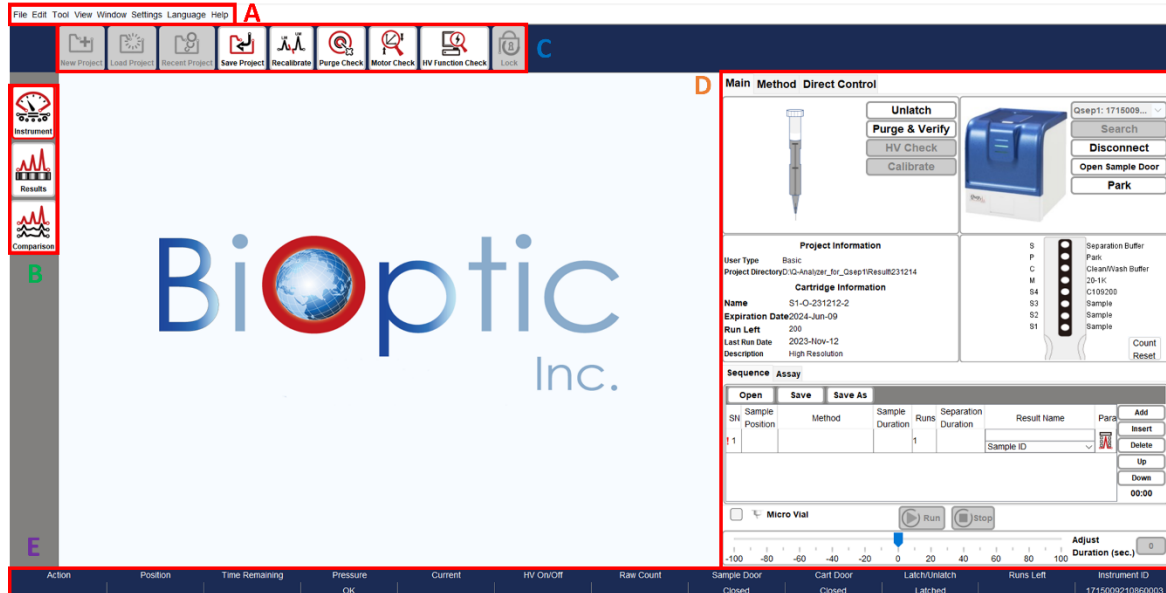 File Edit Tool View Window Settings Language Help A
New Project Load Project Recent Project Save Project Recalibrate Purge Check Motor Check HV Function Check Lock C
D
Main Method Direct Control
Instrument
Results
Comparison
B
BiOptic
Inc.
Unlatch
Purge & Verify
HV Check
Calibrate
Qsep1: 1715009...
Search
Disconnect
Open Sample Door
Park
Project Information
User Type Basic
Project Directory D:\Q-Analyzer_for_Qsep1\Result\231214
Cartridge Information
Name S1-O-231212-2
Expiration Date 2024-Jun-09
Run Left 200
Last Run Date 2023-Nov-12
Description High Resolution
S Separation Buffer
P Park
C Clean/Wash Buffer
M 20-1K
S4 C109200
S3 Sample
S2 Sample
S1 Sample
Count
Reset
Sequence Assay
Open Save Save As
SN Sample Position Method Sample Duration Runs Separation Duration Result Name Para
! 1 1 Sample ID
Add
Insert
Delete
Up
Down
00:00
Micro Vial Run Stop
-100 -80 -60 -40 -20 0 20 40 60 80 100
Adjust
Duration (sec.) 0
E
Action Position Time Remaining Pressure Current HV On/Off Raw Count Sample Door Cart Door Latch/Unlatch Runs Left Instrument ID
OK Closed Closed Latched 1715009210860003